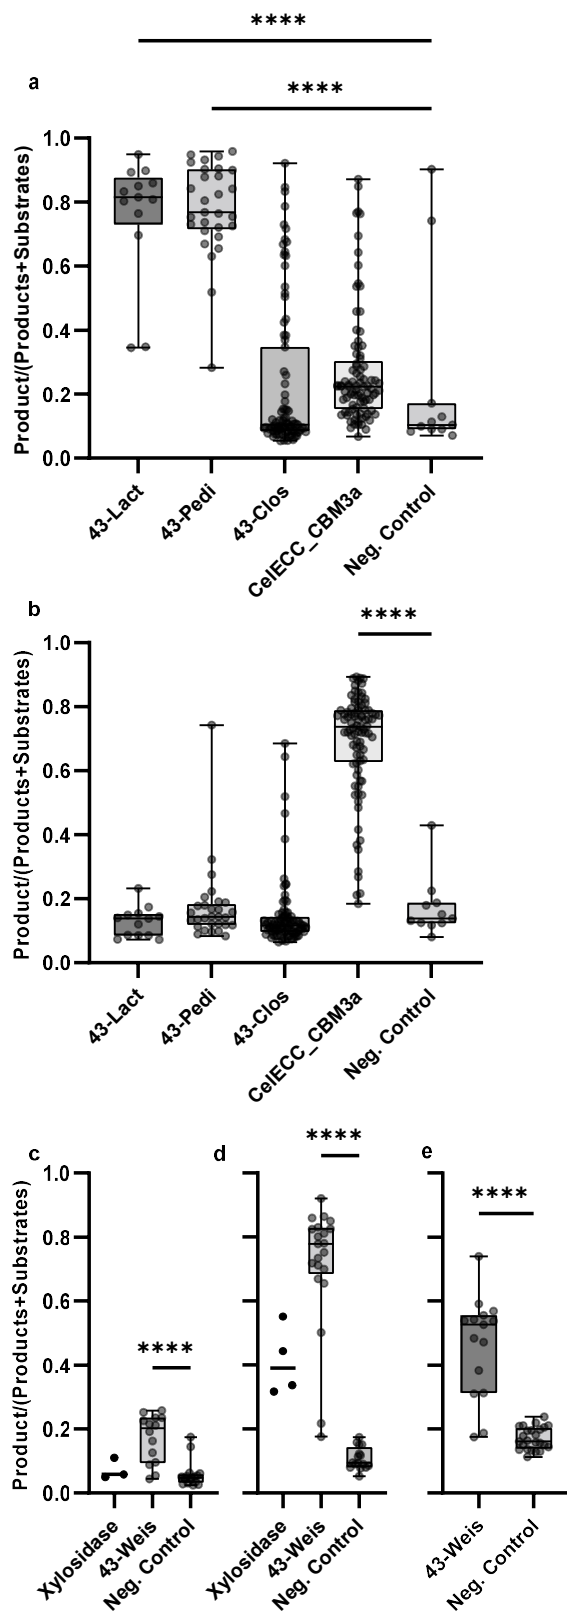 ****
a
****
Product/(Products+Substrates)
1.0
0.8
0.6
0.4
0.2
0.0
43-Lact
43-Pedi
43-Clos
CelECC_CBM3a
Neg. Control
b
****
Product/(Products+Substrates)
1.0
0.8
0.6
0.4
0.2
0.0
43-Lact
43-Pedi
43-Clos
CelECC_CBM3a
Neg. Control
c
Product/(Products+Substrates)
1.0
0.8
0.6
0.4
0.2
0.0
****
Xylosidase
43-Weis
Neg. Control
d
****
Xylosidase
43-Weis
Neg. Control
e
****
43-Weis
Neg. Control